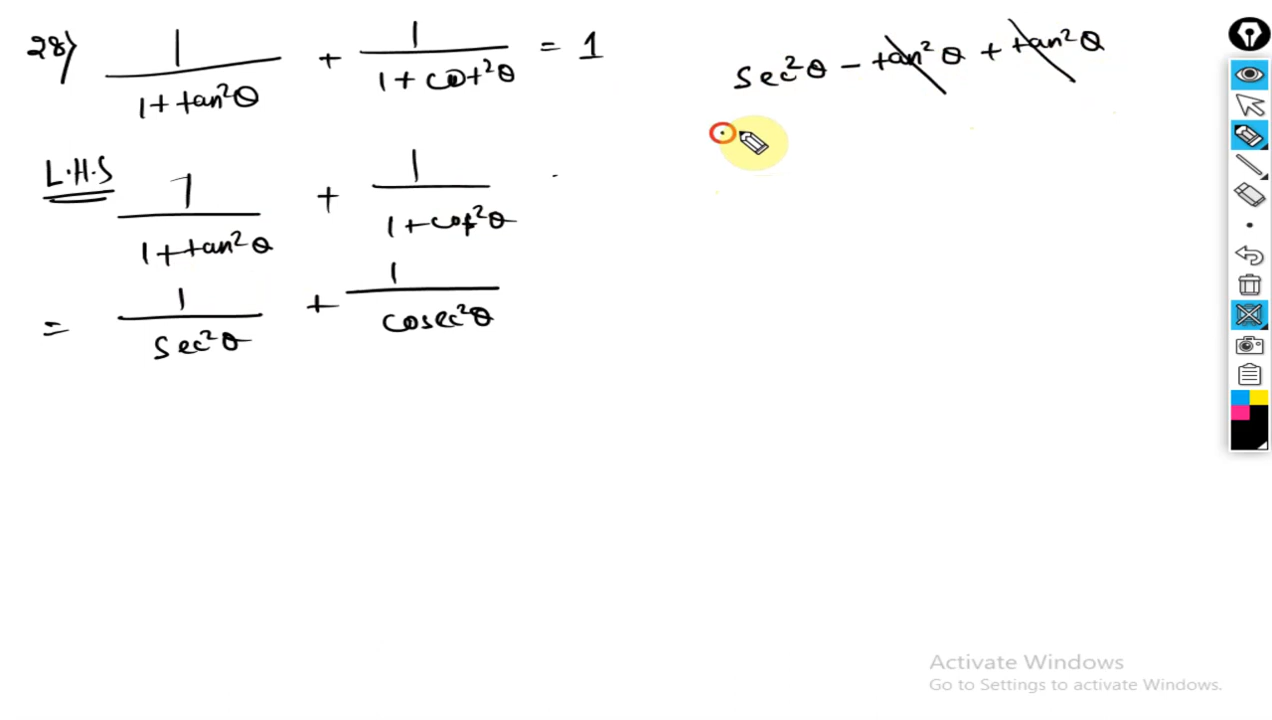 28) 1/(1 + tan²θ) + 1/(1 + cot²θ) = 1
L.H.S 1/(1 + tan²θ) + 1/(1 + cot²θ)
= 1/sec²θ + 1/cosec²θ
sec²θ - tan²θ + tan²θ
Activate Windows
Go to Settings to activate Windows.